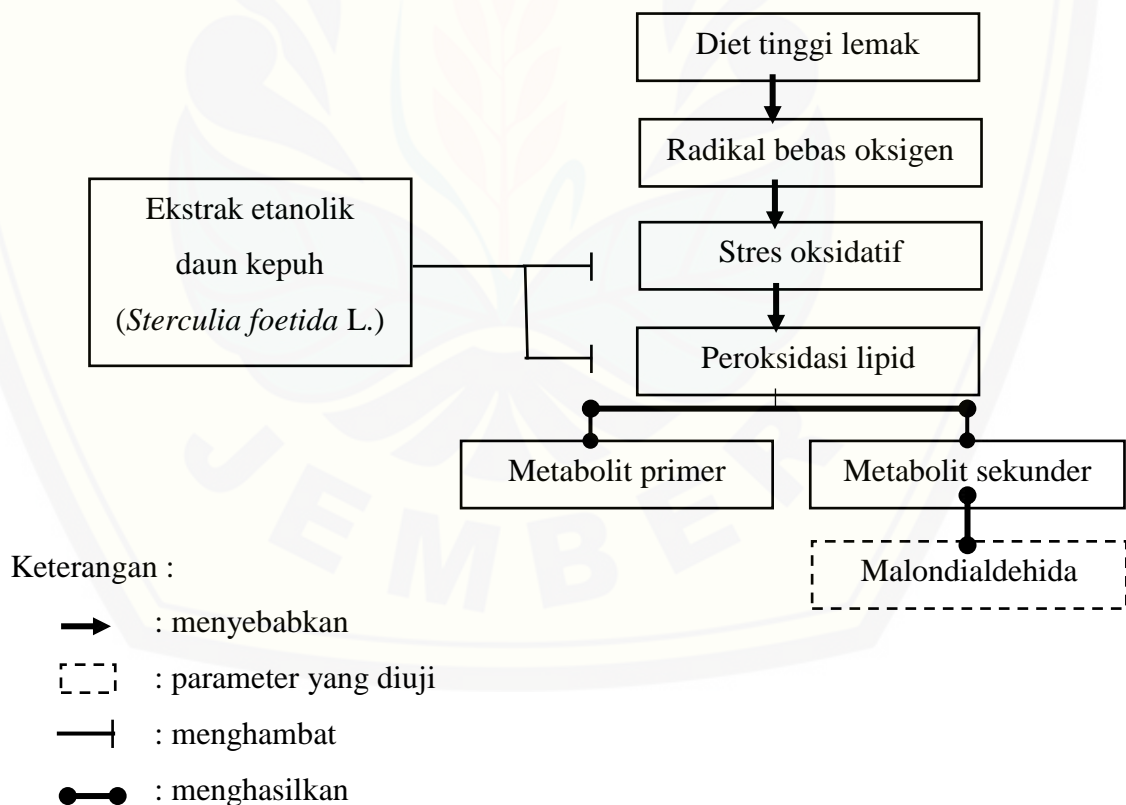 Diet tinggi lemak
Radikal bebas oksigen
Ekstrak etanolik
daun kepuh
(Sterculia foetida L.)
Stres oksidatif
Peroksidasi lipid
Metabolit primer
Metabolit sekunder
Malondialdehida
JEMBER
Keterangan :
: menyebabkan
: parameter yang diuji
: menghambat
: menghasilkan